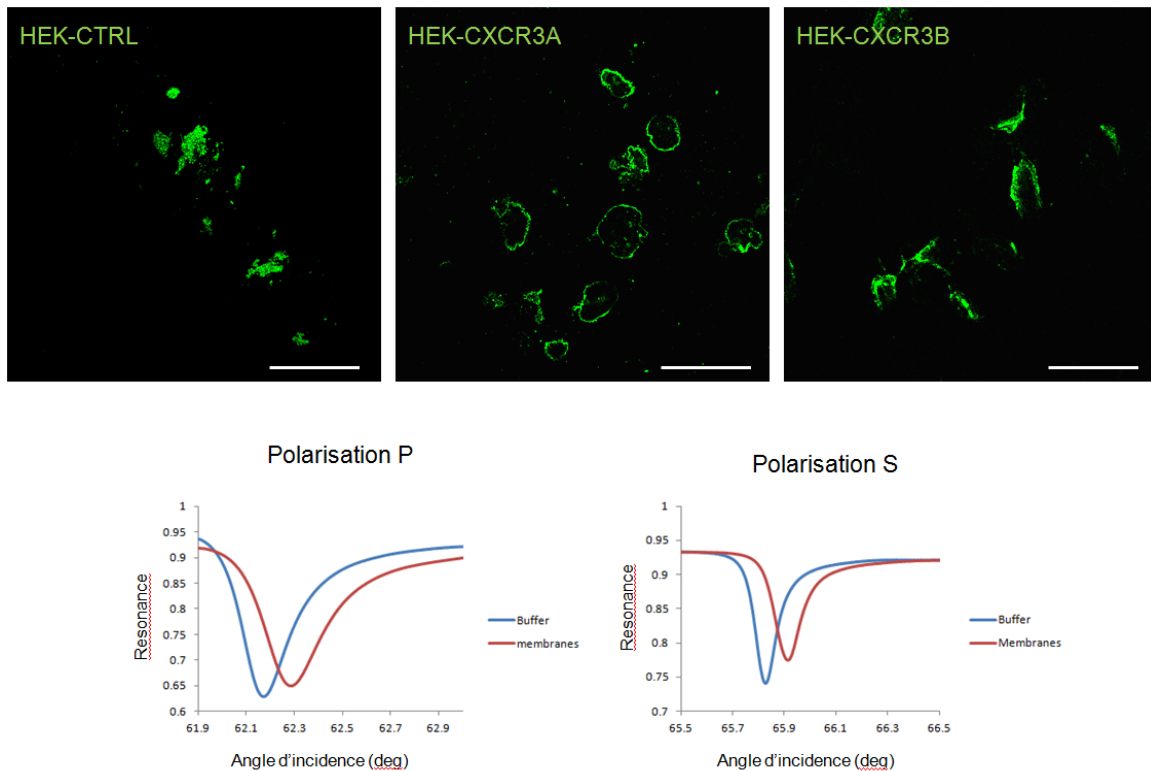 HEK-CTRL
HEK-CXCR3A
HEK-CXCR3B
Polarisation P
1
0.95
0.9
0.85
0.8
0.75
0.7
0.65
0.6
Resonance
61.9 62.1 62.3 62.5 62.7 62.9
Angle d'incidence (deg)
Buffer
membranes
Polarisation S
1
0.95
0.9
0.85
0.8
0.75
0.7
Resonance
65.5 65.7 65.9 66.1 66.3 66.5
Angle d'incidence (deg)
Buffer
Membranes